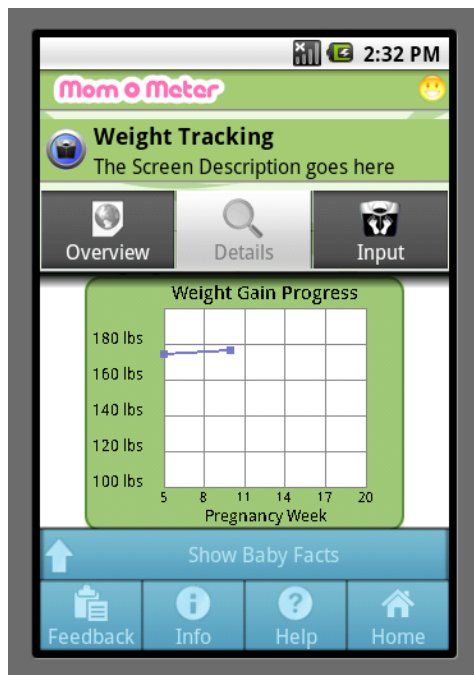 2:32 PM
Mom O Meter
Weight Tracking
The Screen Description goes here
Overview
Details
Input
Weight Gain Progress
180 lbs
160 lbs
140 lbs
120 lbs
100 lbs
5 8 11 14 17 20
Pregnancy Week
Show Baby Facts
Feedback
Info
Help
Home